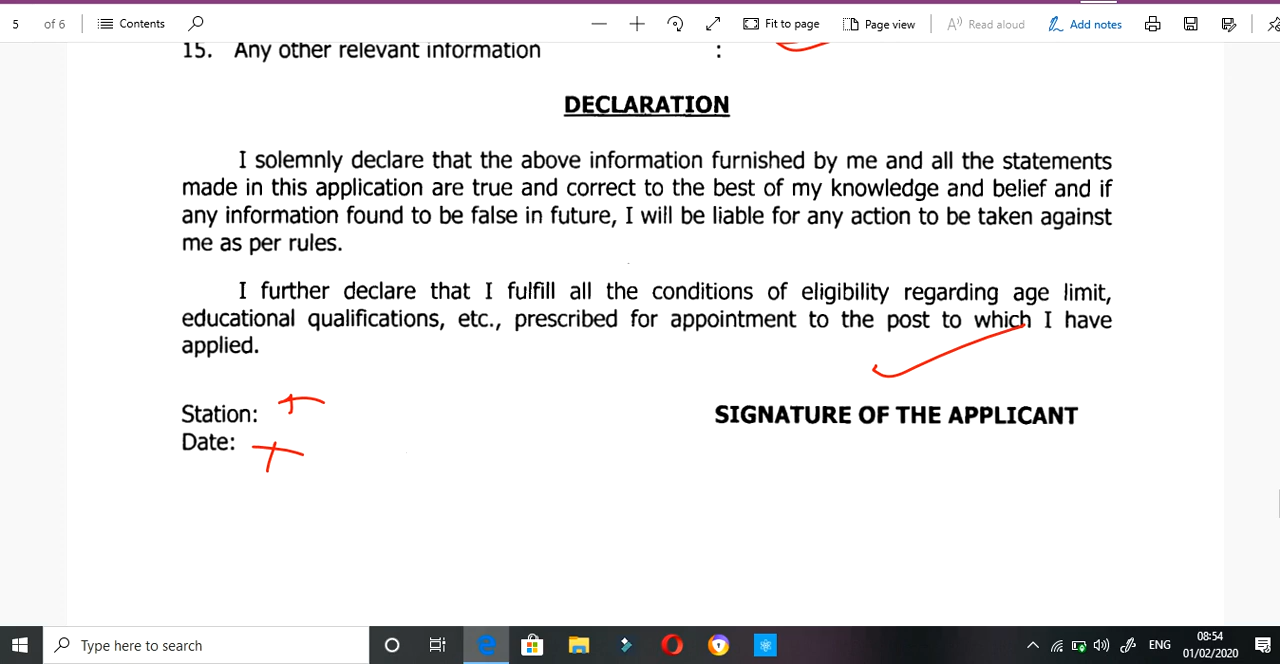 5 of 6 Contents Fit to page Page view A Read aloud Add notes
15. Any other relevant information :
DECLARATION
I solemnly declare that the above information furnished by me and all the statements
made in this application are true and correct to the best of my knowledge and belief and if
any information found to be false in future, I will be liable for any action to be taken against
me as per rules.
I further declare that I fulfill all the conditions of eligibility regarding age limit,
educational qualifications, etc., prescribed for appointment to the post to which I have
applied.
Station: SIGNATURE OF THE APPLICANT
Date:
Type here to search ENG 08:54
01/02/2020